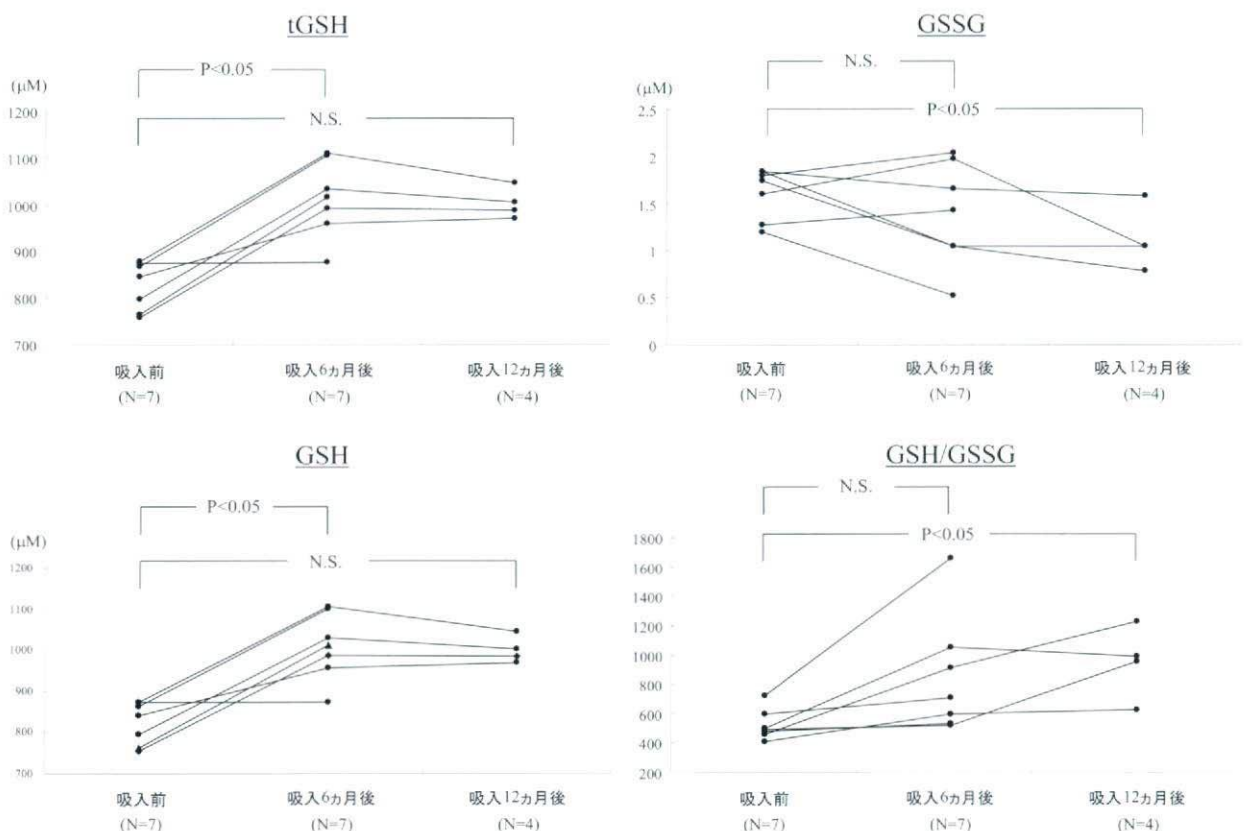 tGSH
P<0.05
(μM)
N.S.
1200
1100
1000
900
800
700
吸入前
吸入6ヵ月後
吸入12ヵ月後
(N=7)
(N=7)
(N=4)
GSSG
N.S.
(μM)
P<0.05
2.5
2
1.5
1
0.5
0
吸入前
吸入6ヵ月後
吸入12ヵ月後
(N=7)
(N=7)
(N=4)
GSH
P<0.05
(μM)
N.S.
1200
1100
1000
900
800
700
吸入前
吸入6ヵ月後
吸入12ヵ月後
(N=7)
(N=7)
(N=4)
GSH/GSSG
N.S.
P<0.05
1800
1600
1400
1200
1000
800
600
400
200
吸入前
吸入6ヵ月後
吸入12ヵ月後
(N=7)
(N=7)
(N=4)